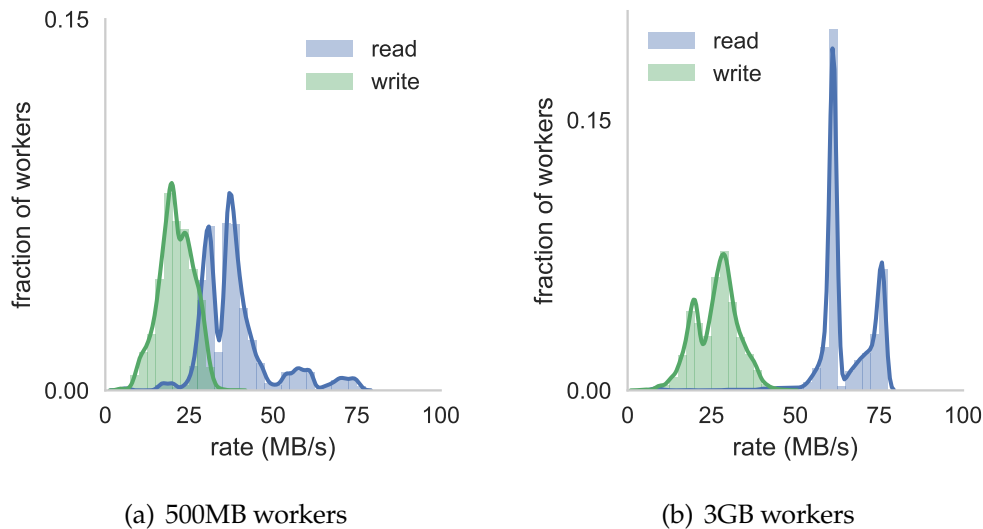 0.15
read
write
fraction of workers
0.00
0
25
50
75
100
rate (MB/s)
(a) 500MB workers
read
write
0.15
fraction of workers
0.00
0
25
50
75
100
rate (MB/s)
(b) 3GB workers